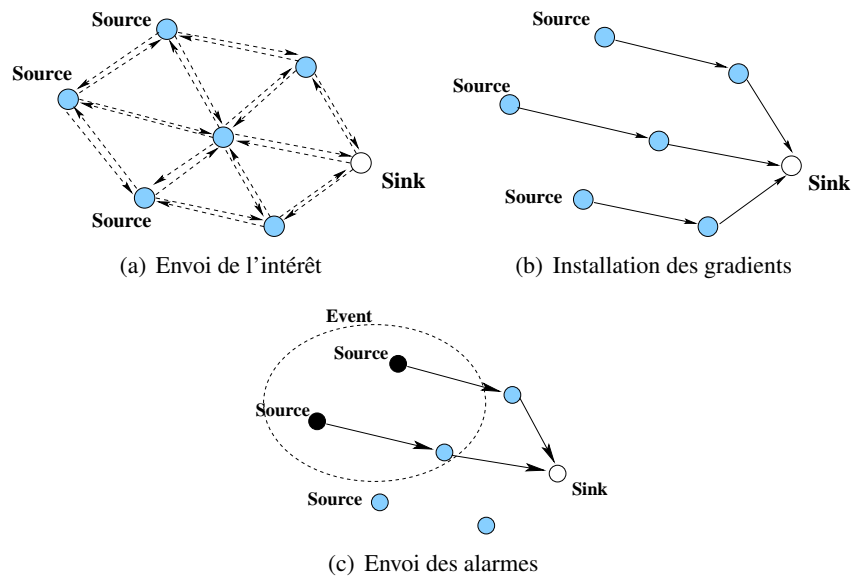 Source
Source
Source
Sink
(a) Envoi de l'intérêt
Source
Source
Source
Sink
(b) Installation des gradients
Event
Source
Source
Source
Sink
(c) Envoi des alarmes